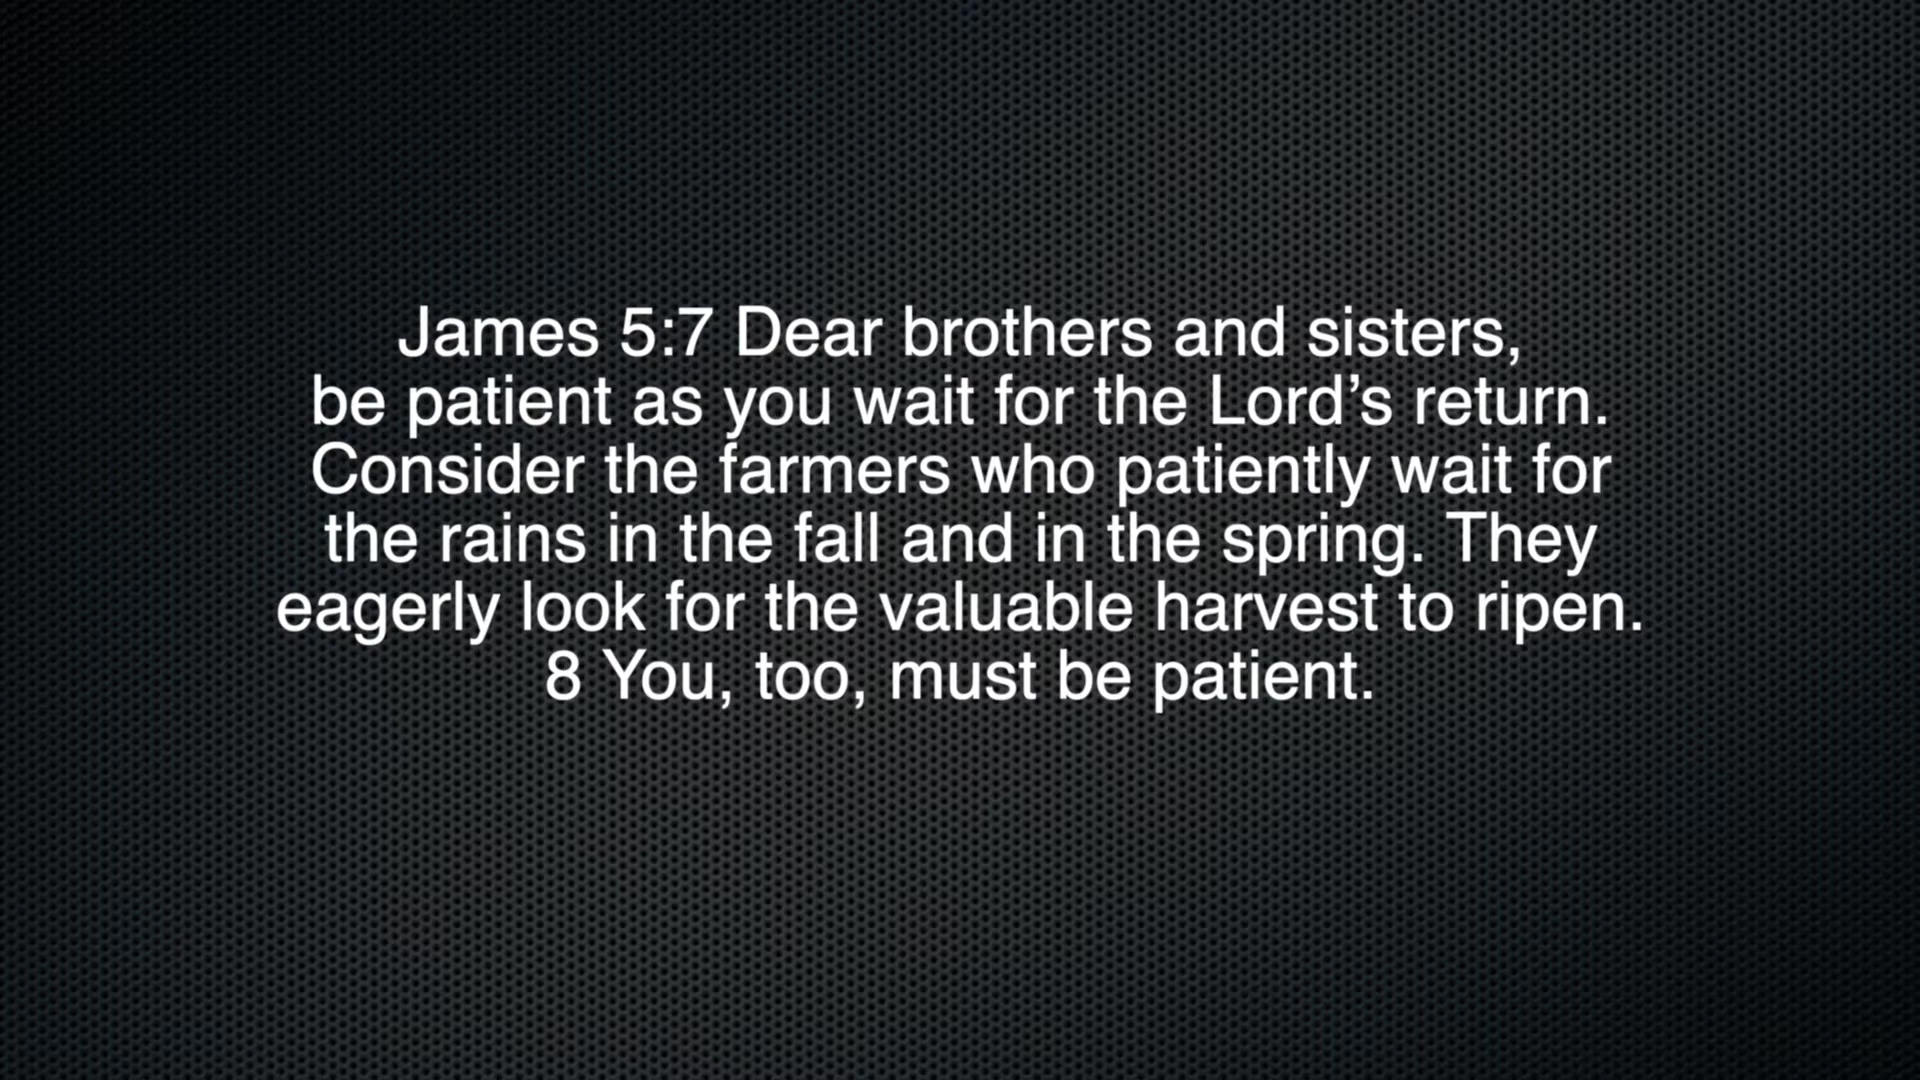 James 5:7 Dear brothers and sisters,
be patient as you wait for the Lord’s return.
Consider the farmers who patiently wait for
the rains in the fall and in the spring. They
eagerly look for the valuable harvest to ripen.
8 You, too, must be patient.